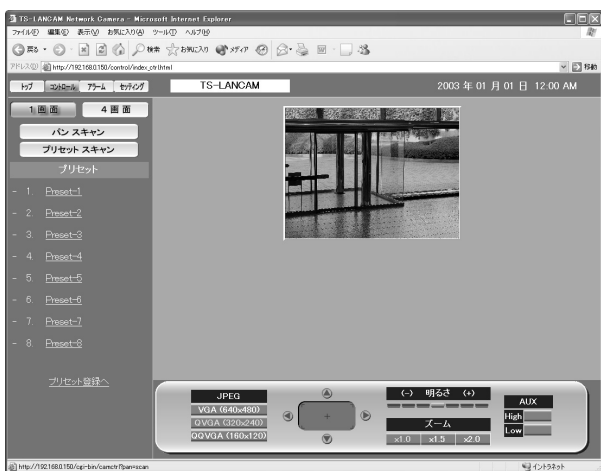 TS-LANCAM Network Camera - Microsoft Internet Explorer
ファイル(F) 編集(E) 表示(V) お気に入り(A) ツール(T) ヘルプ(H)
戻る 検索 お気に入り メディア
アドレス(D) http://192.168.0.150/control/index_ctrl.html 移動
トップ コントロール アラーム セッティング TS-LANCAM 2003 年 01 月 01 日 12:00 AM
1 画 面 4 画 面
パン スキャン
プリセット スキャン
プリセット
- 1. Preset-1
- 2. Preset-2
- 3. Preset-3
- 4. Preset-4
- 5. Preset-5
- 6. Preset-6
- 7. Preset-7
- 8. Preset-8
プリセット登録へ
JPEG
VGA (640x480)
QVGA (320x240)
QQVGA (160x120)
(-) 明るさ (+)
ズーム
x1.0 x1.5 x2.0
AUX
High
Low
http://192.168.0.150/cgi-bin/camctrl?pan=scan イントラネット